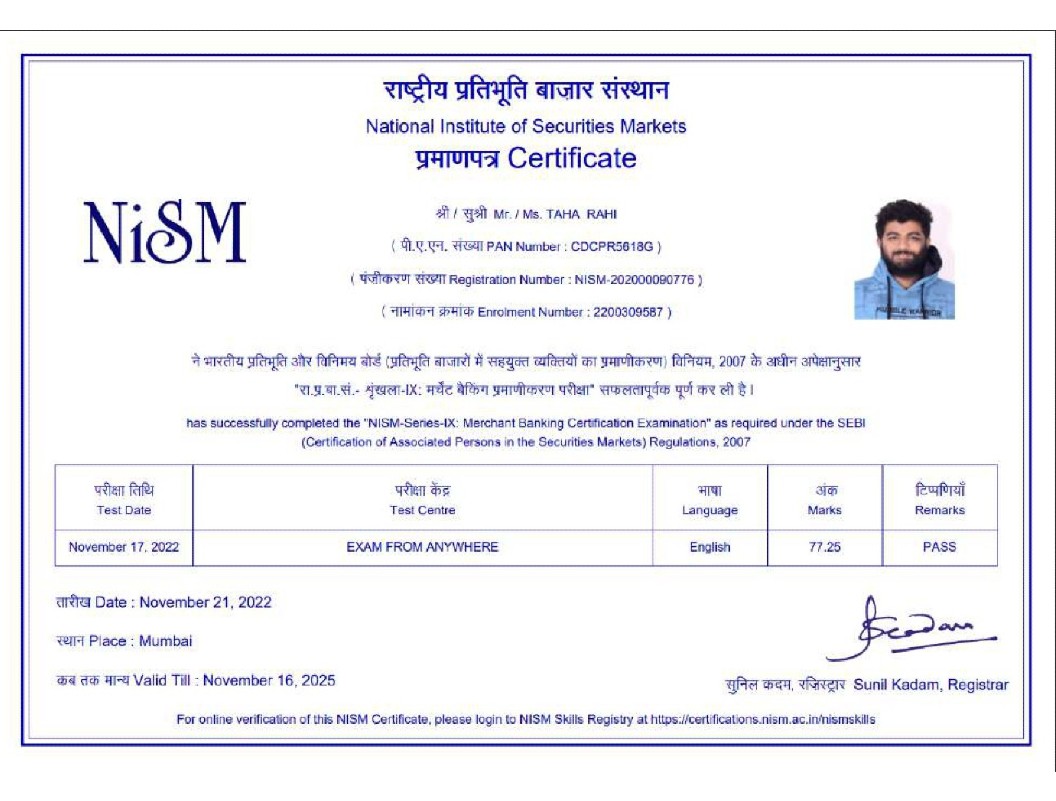 राष्ट्रीय प्रतिभूति बाज़ार संस्थान
National Institute of Securities Markets
प्रमाणपत्र Certificate
NiSM
श्री / सुश्री Mr. / Ms. TAHA RAHI
( पी.ए.एन. संख्या PAN Number : CDCPR5618G )
( पंजीकरण संख्या Registration Number : NISM-202000090776 )
( नामांकन क्रमांक Enrolment Number : 2200309587 )
ने भारतीय प्रतिभूति और विनिमय बोर्ड (प्रतिभूति बाजारों में सहयुक्त व्यक्तियों का प्रमाणीकरण) विनियम, 2007 के अधीन अपेक्षानुसार
"रा.प्र.बा.सं.- शृंखला-IX: मर्चेंट बैंकिंग प्रमाणीकरण परीक्षा" सफलतापूर्वक पूर्ण कर ली है ।
has successfully completed the "NISM-Series-IX: Merchant Banking Certification Examination" as required under the SEBI
(Certification of Associated Persons in the Securities Markets) Regulations, 2007
परीक्षा तिथि परीक्षा केंद्र भाषा अंक टिप्पणियाँ
Test Date Test Centre Language Marks Remarks
November 17, 2022 EXAM FROM ANYWHERE English 77.25 PASS
तारीख Date : November 21, 2022
स्थान Place : Mumbai
कब तक मान्य Valid Till : November 16, 2025
सुनिल कदम, रजिस्ट्रार Sunil Kadam, Registrar
For online verification of this NISM Certificate, please login to NISM Skills Registry at https://certifications.nism.ac.in/nismskills